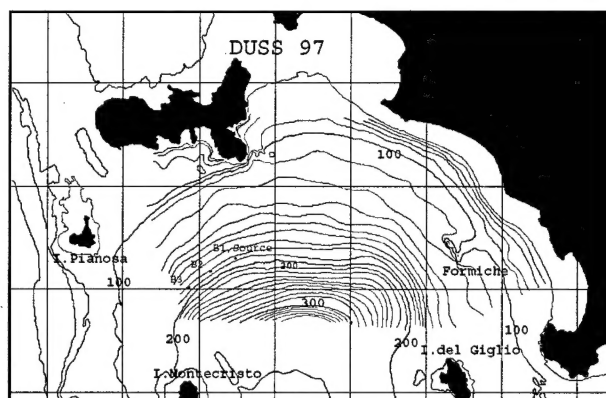 DUSS 97
100
B1,Source
I.Pianosa
B2
200
Formiche
100
B3
300
100
200
200
I.del Giglio
I.Montecristo